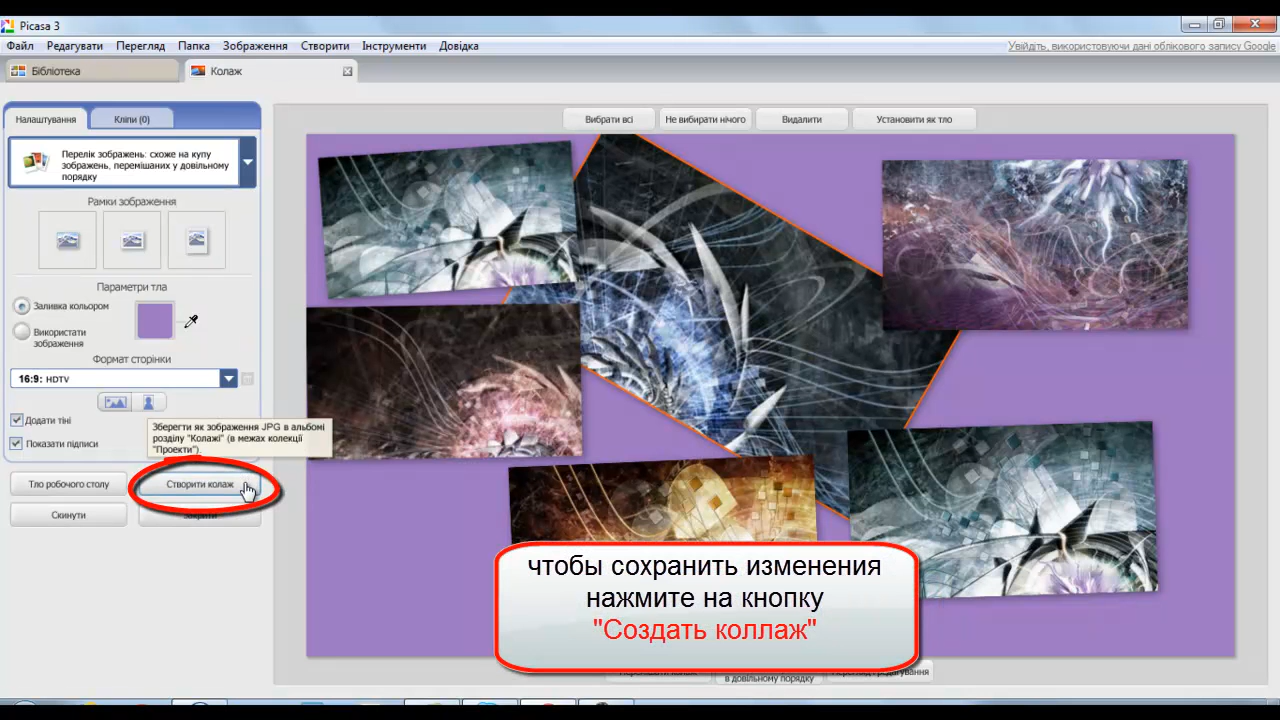 Picasa 3
Файл Редагувати Перегляд Папка Зображення Створити Інструменти Довідка
Увійдіть, використовуючи дані облікового запису Google
Бібліотека
Колаж
Налаштування
Кліпи (0)
Вибрати всі
Не вибирати нічого
Видалити
Установити як тло
Перелік зображень: схоже на купу
зображень, перемішаних у довільному
порядку
Рамки зображення
Параметри тла
Заливка кольором
Використати
зображення
Формат сторінки
16:9: HDTV
Додати тіні
Показати підписи
Зберегти як зображення JPG в альбомі
розділу "Колажі" (в межах колекції
"Проекти").
Тло робочого столу
Створити колаж
Скинути
Закрити
чтобы сохранить изменения
нажмите на кнопку
"Создать коллаж"
в довільному порядку